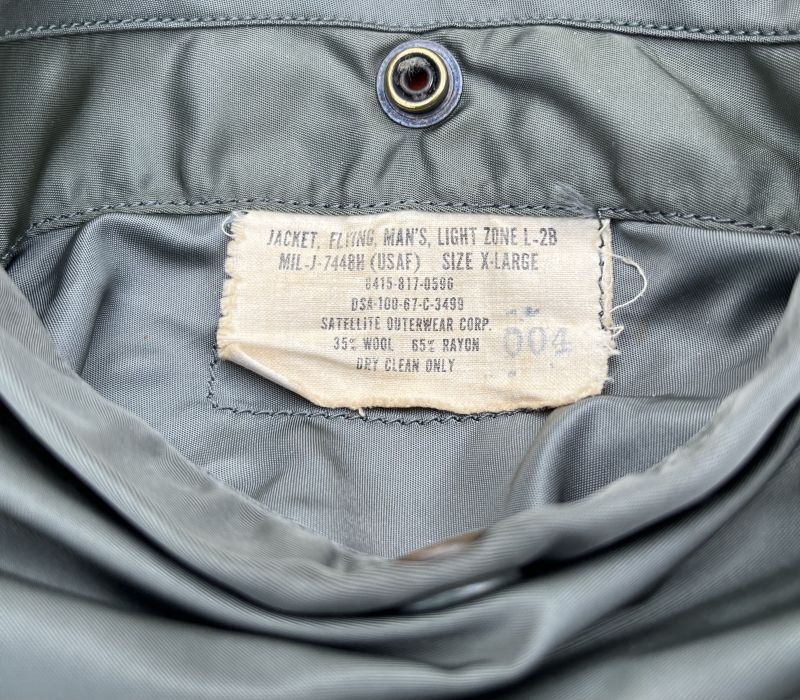 JACKET, FLYING, MAN'S, LIGHT ZONE L-2B
MIL-J-7448H (USAF) SIZE X-LARGE
8415-817-0596
DSA-100-67-C-3499
SATELLITE OUTERWEAR CORP.
35% WOOL 65% RAYON
DRY CLEAN ONLY
004